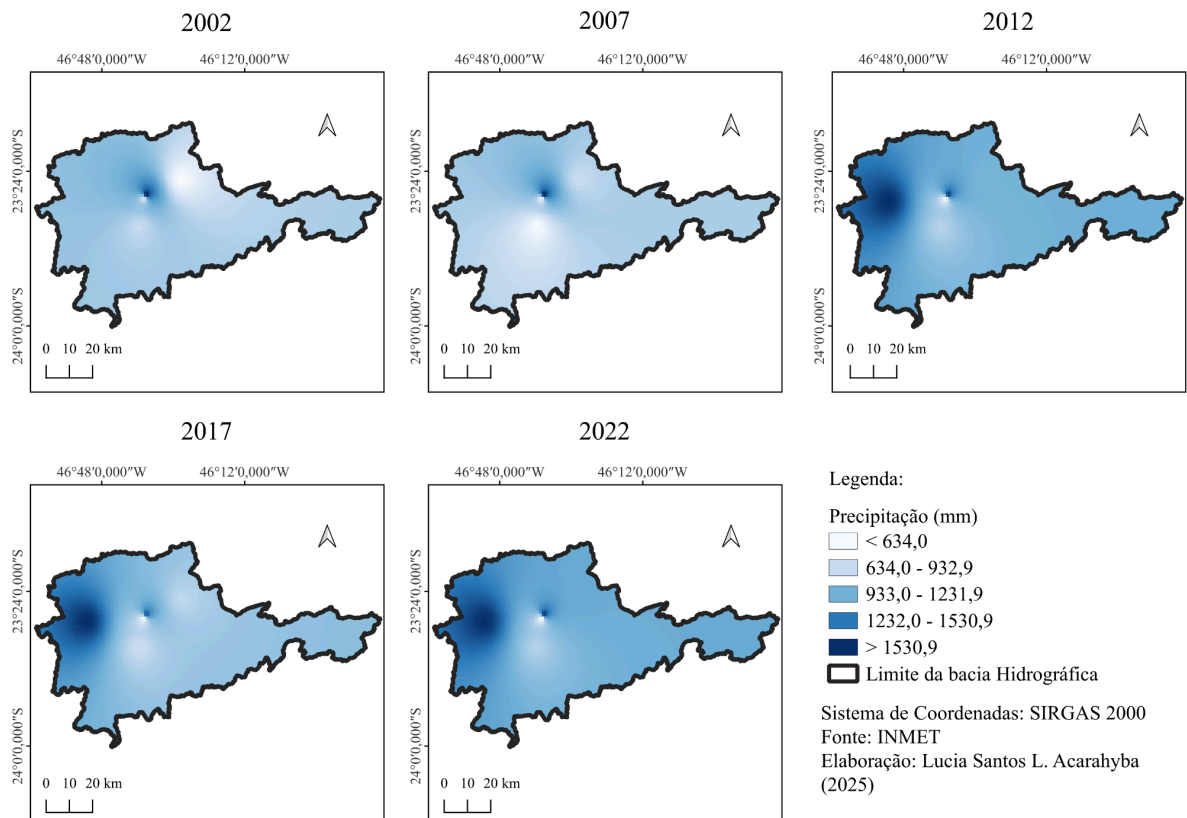 2002
46°48'0,000"W
46°12'0,000"W
23°24'0,000"S
24°0'0,000"S
0 10 20 km
2007
46°48'0,000"W
46°12'0,000"W
23°24'0,000"S
24°0'0,000"S
0 10 20 km
2012
46°48'0,000"W
46°12'0,000"W
23°24'0,000"S
24°0'0,000"S
0 10 20 km
2017
46°48'0,000"W
46°12'0,000"W
23°24'0,000"S
24°0'0,000"S
0 10 20 km
2022
46°48'0,000"W
46°12'0,000"W
23°24'0,000"S
24°0'0,000"S
0 10 20 km
Legenda:
Precipitação (mm)
< 634,0
634,0 - 932,9
933,0 - 1231,9
1232,0 - 1530,9
> 1530,9
Limite da bacia Hidrográfica
Sistema de Coordenadas: SIRGAS 2000
Fonte: INMET
Elaboração: Lucia Santos L. Acarahyba
(2025)